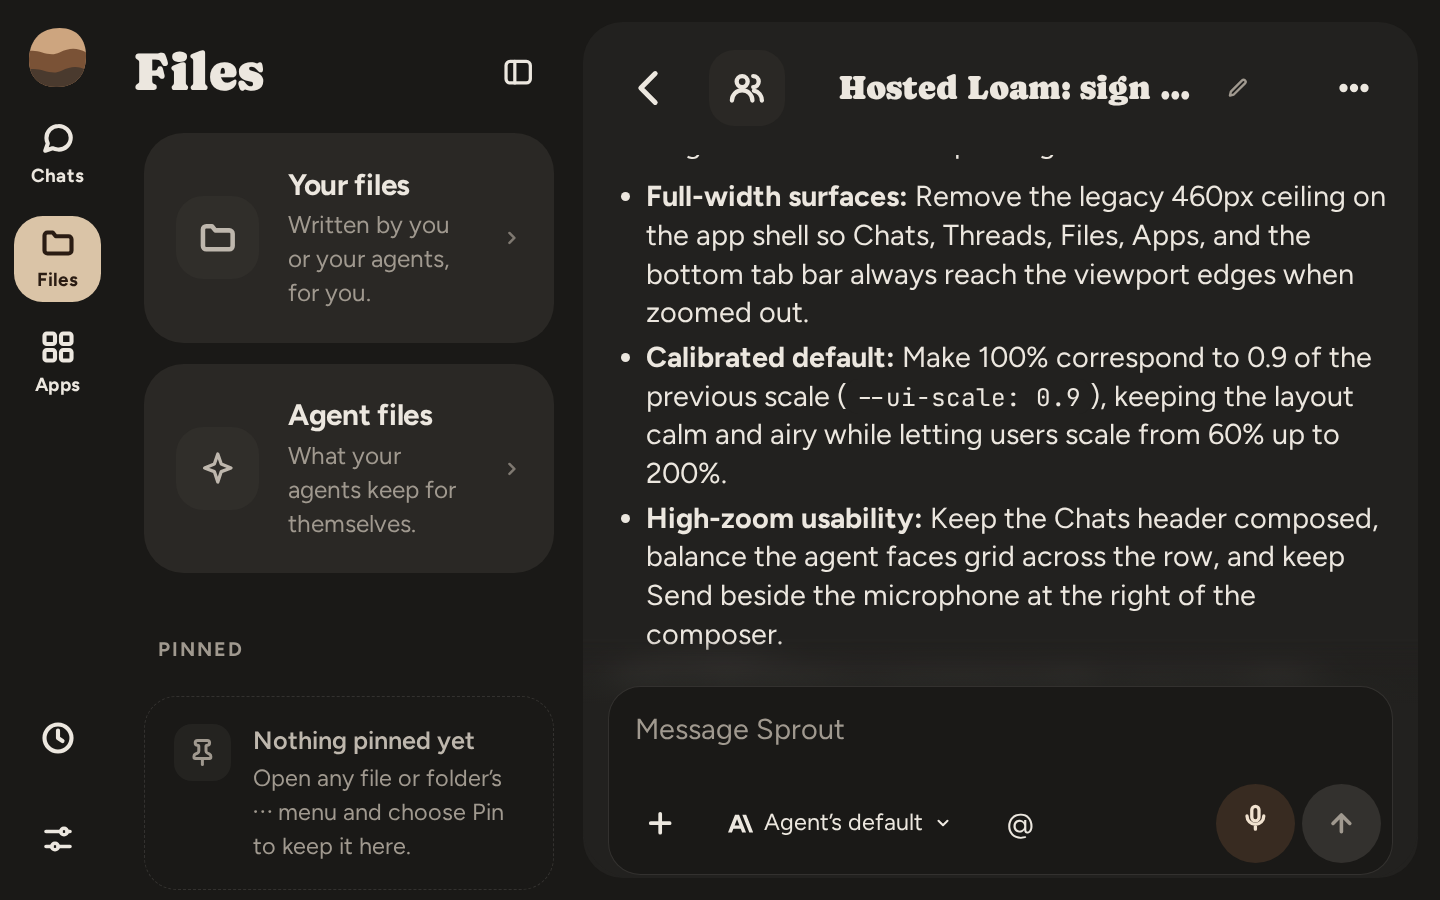 Files
Chats
Files
Apps
Your files
Written by you
or your agents,
for you.
Agent files
What your
agents keep for
themselves.
PINNED
Nothing pinned yet
Open any file or folder’s
··· menu and choose Pin
to keep it here.
Hosted Loam: sign ...
• Full-width surfaces: Remove the legacy 460px ceiling on
the app shell so Chats, Threads, Files, Apps, and the
bottom tab bar always reach the viewport edges when
zoomed out.
• Calibrated default: Make 100% correspond to 0.9 of the
previous scale ( --ui-scale: 0.9 ), keeping the layout
calm and airy while letting users scale from 60% up to
200%.
• High-zoom usability: Keep the Chats header composed,
balance the agent faces grid across the row, and keep
Send beside the microphone at the right of the
composer.
Message Sprout
Agent’s default
@